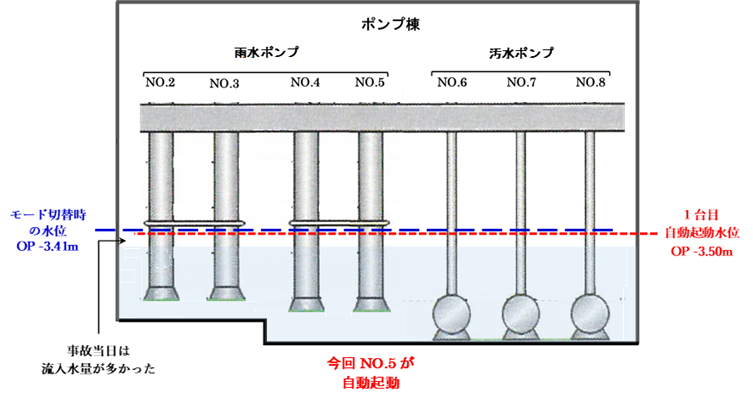 ポンプ棟
雨水ポンプ
汚水ポンプ
NO.2
NO.3
NO.4
NO.5
NO.6
NO.7
NO.8
モード切替時
の水位
OP -3.41m
1台目
自動起動水位
OP -3.50m
事故当日は
流入水量が多かった
今回 NO.5 が
自動起動